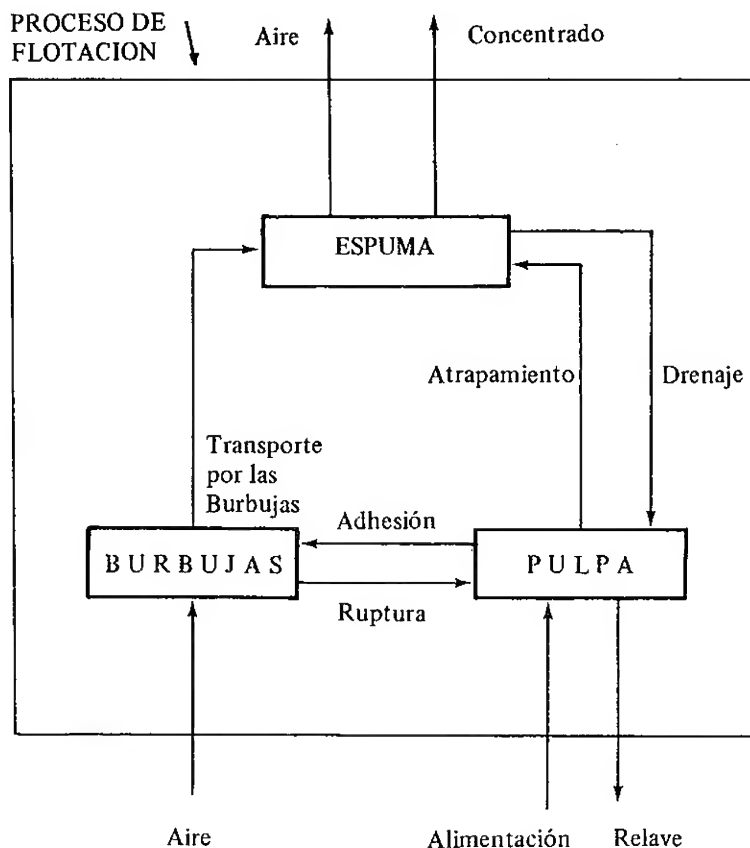 PROCESO DE
FLOTACION
Aire
Concentrado
ESPUMA
Atrapamiento
Drenaje
Transporte
por las
Burbujas
Adhesión
BURBUJAS
PULPA
Ruptura
Aire
Alimentación
Relave